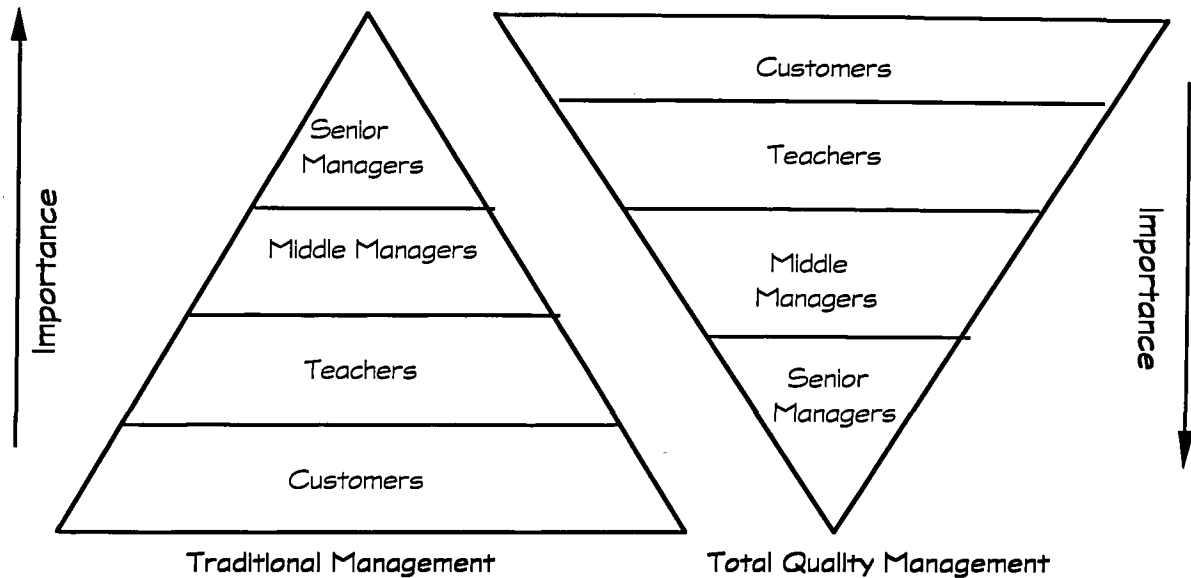 Importance
Senior
Managers
Middle Managers
Teachers
Customers
Traditional Management
Customers
Teachers
Middle
Managers
Senior
Managers
Total Quality Management
Importance